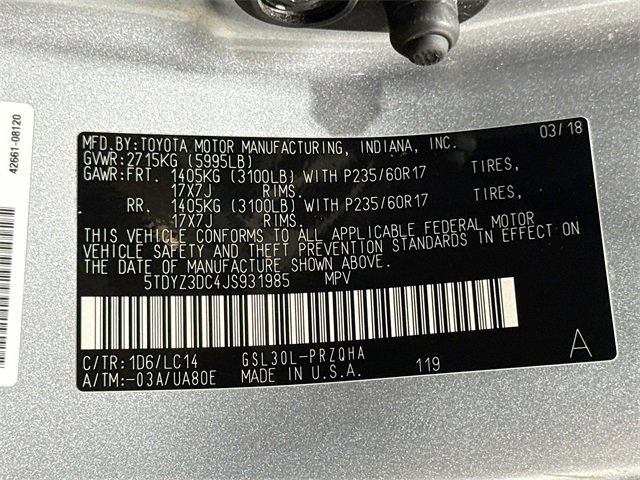 42661-08120
MFD.BY:TOYOTA MOTOR MANUFACTURING, INDIANA, INC. 03/18
GVWR:2715KG (5995LB)
GAWR:FRT. 1405KG (3100LB) WITH P235/60R17 TIRES,
17X7J RIMS.
RR. 1405KG (3100LB) WITH P235/60R17 TIRES,
17X7J RIMS.
THIS VEHICLE CONFORMS TO ALL APPLICABLE FEDERAL MOTOR
VEHICLE SAFETY AND THEFT PREVENTION STANDARDS IN EFFECT ON
THE DATE OF MANUFACTURE SHOWN ABOVE.
5TDYZ3DC4JS931985 MPV
C/TR:1D6/LC14 GSL30L-PRZQHA A
A/TM:-03A/UA80E MADE IN U.S.A. 119